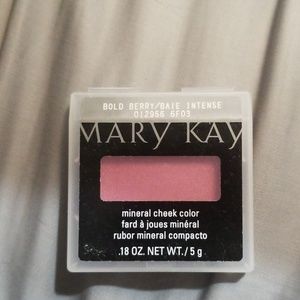 BOLD BERRY/BAIE INTENSE
012956 6F03
MARY KAY
mineral cheek color
fard à joues minéral
rubor mineral compacto
.18 OZ. NET WT./5 g